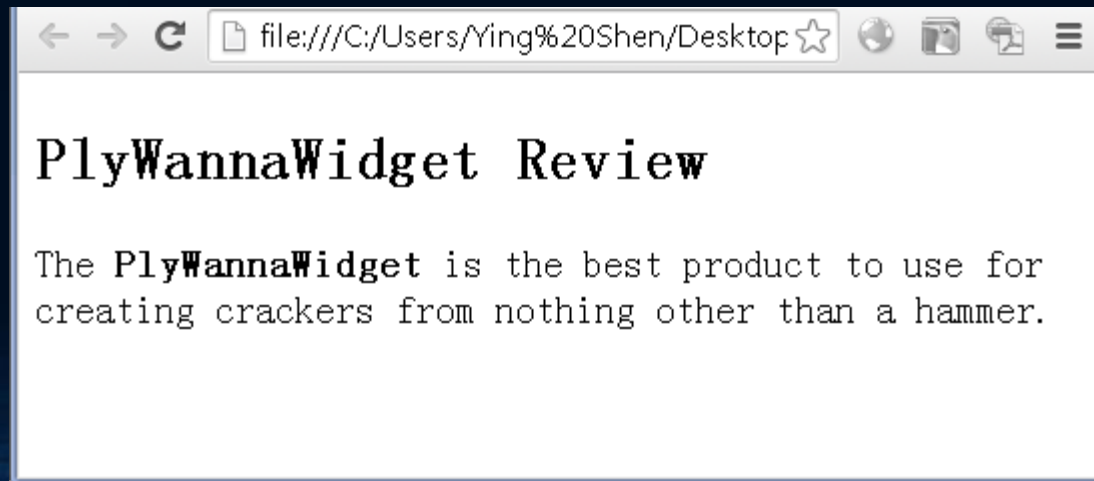 file:///C:/Users/Ying%20Shen/Desktop
PlyWannaWidget Review
The PlyWannaWidget is the best product to use for
creating crackers from nothing other than a hammer.